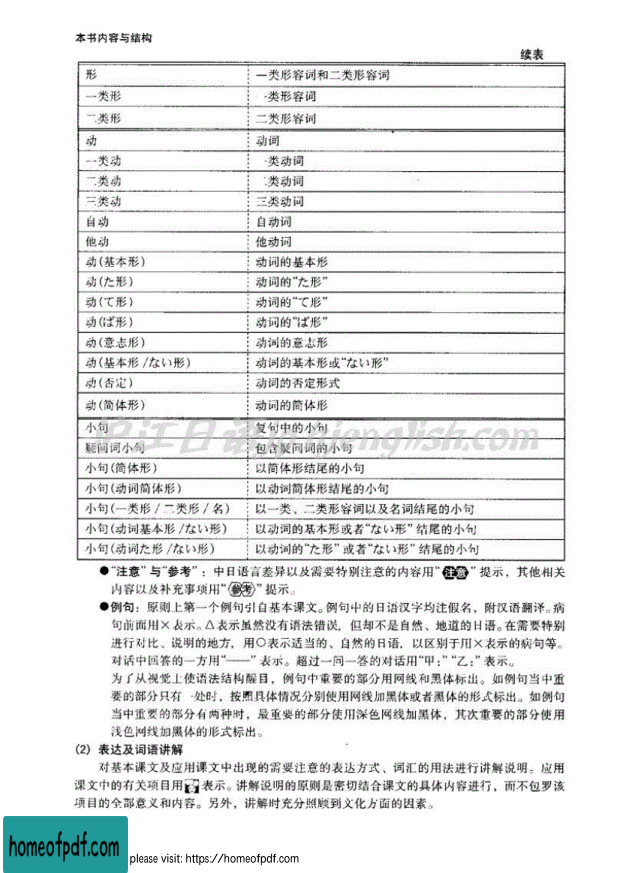 本书内容与结构
续表
形 一类形容词和二类形容词
一类形 一类形容词
二类形 二类形容词
动 动词
一类动 一类动词
二类动 二类动词
三类动 三类动词
自动 自动词
他动 他动词
动(基本形) 动词的基本形
动(た形) 动词的“た形”
动(て形) 动词的“て形”
动(ば形) 动词的“ば形”
动(意志形) 动词的意志形
动(基本形/ない形) 动词的基本形或“ない形”
动(否定) 动词的否定形式
动(简体形) 动词的简体形
小句 复句中的小句
疑问词小句 包含疑问词的小句
小句(简体形) 以简体形结尾的小句
小句(动词简体形) 以动词简体形结尾的小句
小句(一类形/二类形/名) 以一类、二类形容词以及名词结尾的小句
小句(动词基本形/ない形) 以动词的基本形或者“ない形”结尾的小句
小句(动词た形/ない形) 以动词的“た形”或者“ない形”结尾的小句
沪江日语 hjenglish.com
●“注意”与“参考”：中日语言差异以及需要特别注意的内容用“注意”提示，其他相关
内容以及补充事项用“参考”提示。
●例句：原则上第一个例句引自基本课文。例句中的日语汉字均注假名，附汉语翻译。病
句前面用×表示。△表示虽然没有语法错误，但却不是自然、地道的日语。在需要特别
进行对比、说明的地方，用○表示适当的、自然的日语，以区别于用×表示的病句等。
对话中回答的一方用“——”表示。超过一问一答的对话用“甲：”“乙：”表示。
为了从视觉上使语法结构醒目，例句中重要的部分用网线和黑体标出。如例句当中重
要的部分只有一处时，按照具体情况分别使用网线加黑体或者黑体的形式标出。如例句
当中重要的部分有两种时，最重要的部分使用深色网线加黑体，其次重要的部分使用
浅色网线加黑体的形式标出。
(2) 表达及词语讲解
对基本课文及应用课文中出现的需要注意的表达方式、词汇的用法进行讲解说明。应用
课文中的有关项目用表示。讲解说明的原则是密切结合课文的具体内容进行，而不包罗该
项目的全部意义和内容。另外，讲解时充分照顾到文化方面的因素。
homeofpdf.com
please visit: https://homeofpdf.com